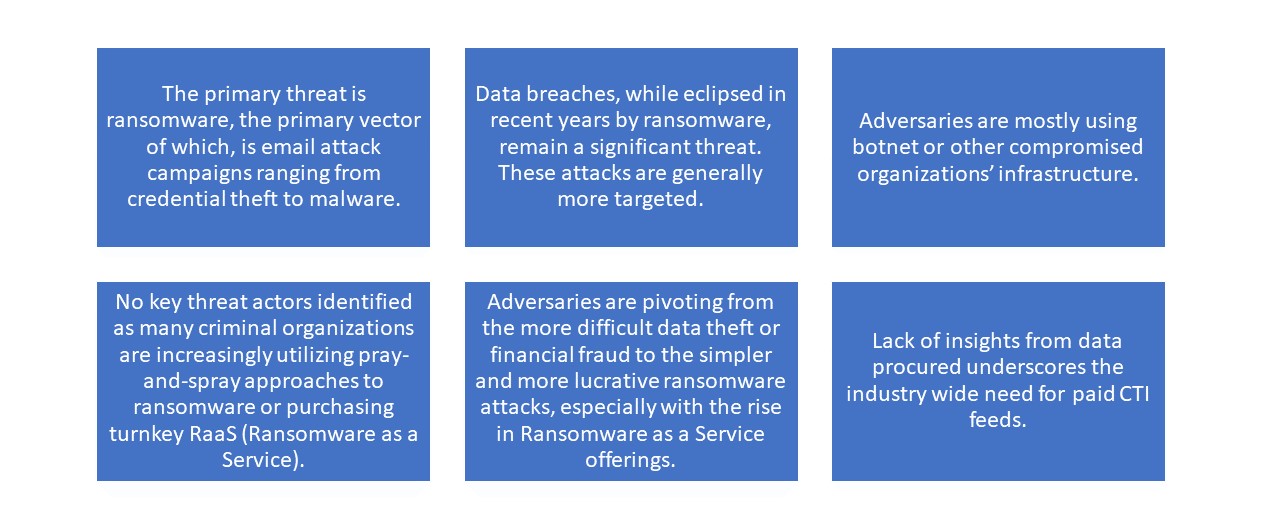 The primary threat is
ransomware, the primary vector
of which, is email attack
campaigns ranging from
credential theft to malware.
Data breaches, while eclipsed in
recent years by ransomware,
remain a significant threat.
These attacks are generally
more targeted.
Adversaries are mostly using
botnet or other compromised
organizations’ infrastructure.
No key threat actors identified
as many criminal organizations
are increasingly utilizing pray-
and-spray approaches to
ransomware or purchasing
turnkey RaaS (Ransomware as a
Service).
Adversaries are pivoting from
the more difficult data theft or
financial fraud to the simpler
and more lucrative ransomware
attacks, especially with the rise
in Ransomware as a Service
offerings.
Lack of insights from data
procured underscores the
industry wide need for paid CTI
feeds.